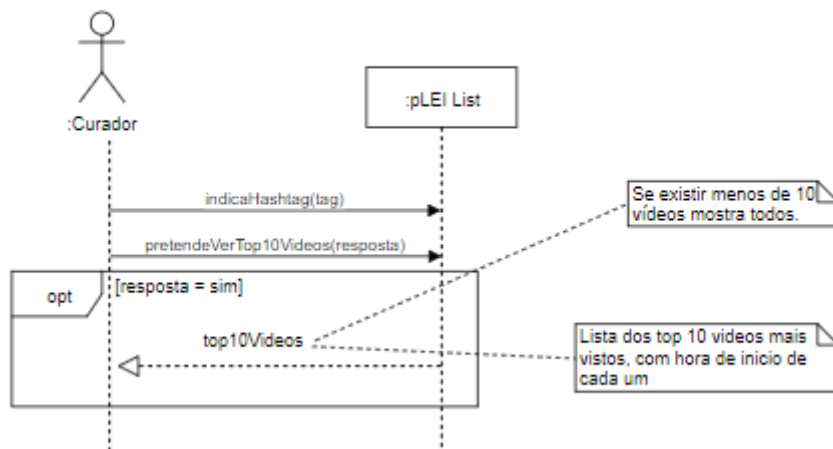 :pLEI List
:Curador
indicaHashtag(tag)
Se existir menos de 10
vídeos mostra todos.
pretendeVerTop10Videos(resposta)
opt
[resposta = sim]
top10Videos
Lista dos top 10 videos mais
vistos, com hora de inicio de
cada um